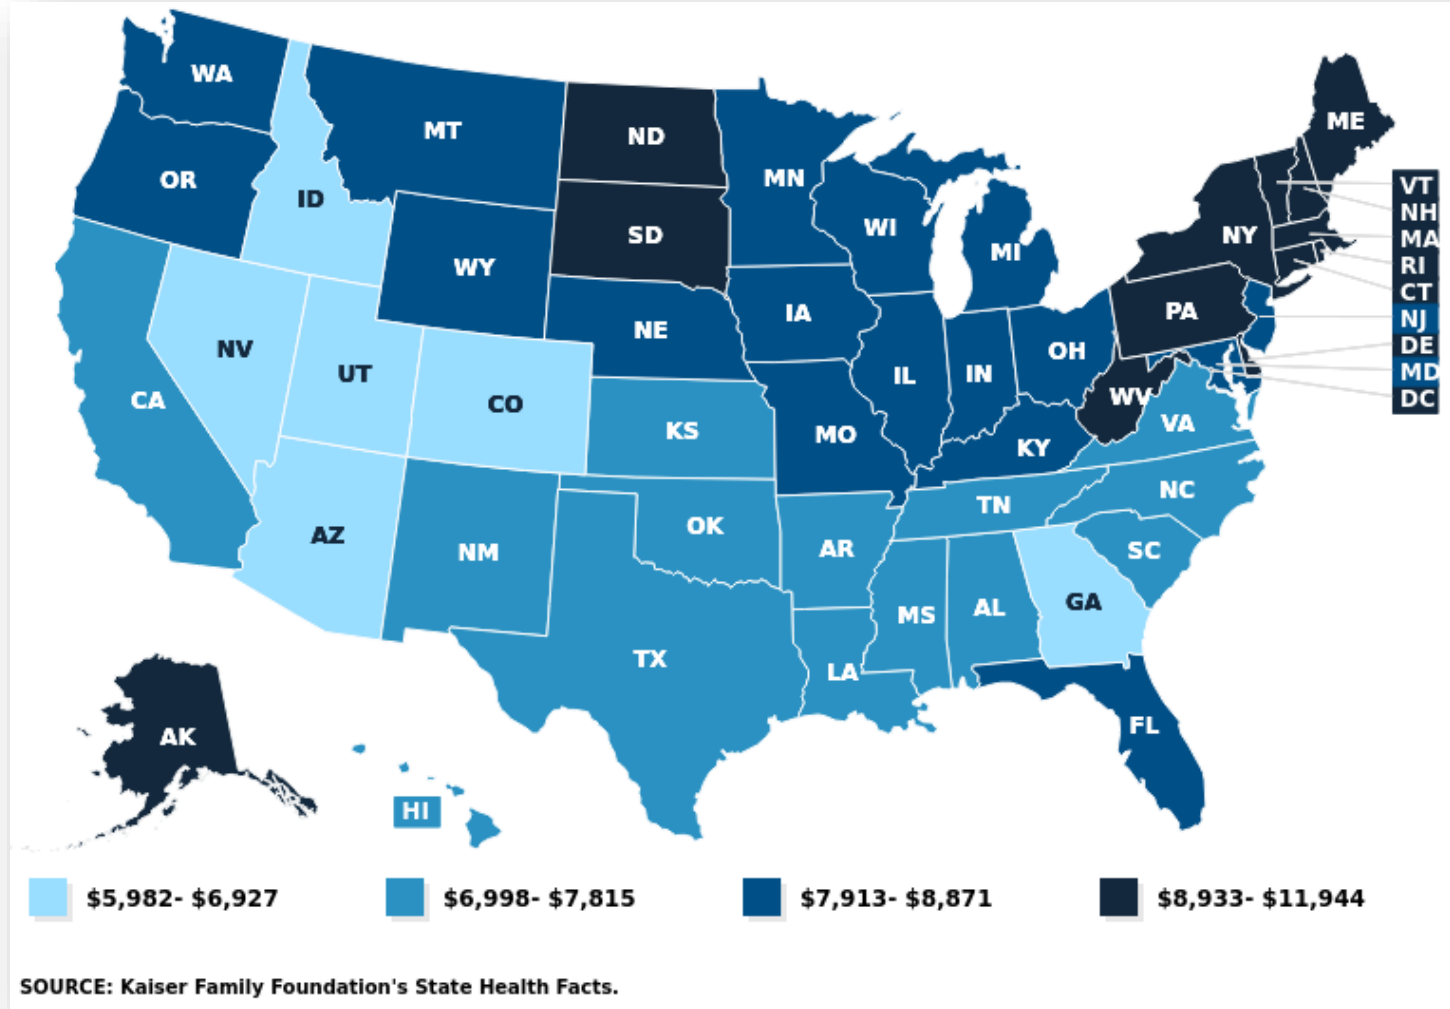 WA
MT
ND
ME
OR
ID
MN
VT
NH
SD
WI
NY
MA
WY
MI
RI
CT
NE
IA
PA
NJ
NV
UT
OH
DE
IL
IN
MD
CO
WV
DC
CA
KS
MO
KY
VA
TN
NC
AZ
NM
OK
AR
SC
GA
MS
AL
TX
LA
FL
AK
HI
$5,982- $6,927
$6,998- $7,815
$7,913- $8,871
$8,933- $11,944
SOURCE: Kaiser Family Foundation's State Health Facts.